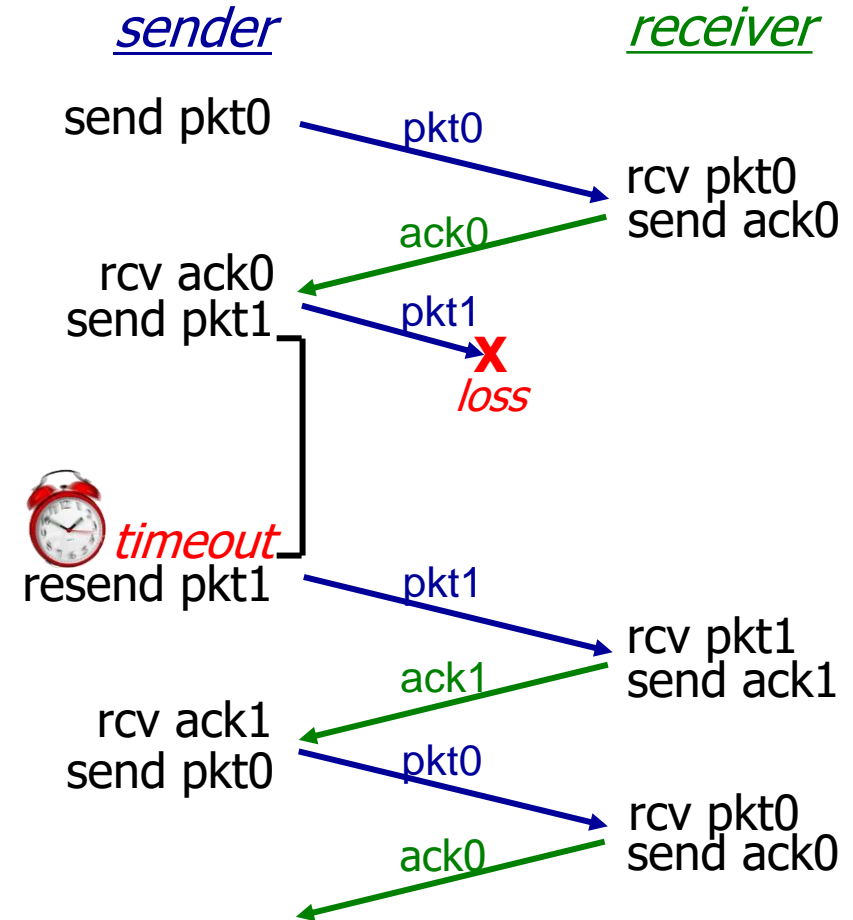 sender
receiver
send pkt0
pkt0
rcv pkt0
send ack0
ack0
rcv ack0
send pkt1
pkt1
X
loss
timeout
resend pkt1
pkt1
rcv pkt1
send ack1
ack1
rcv ack1
send pkt0
pkt0
rcv pkt0
send ack0
ack0